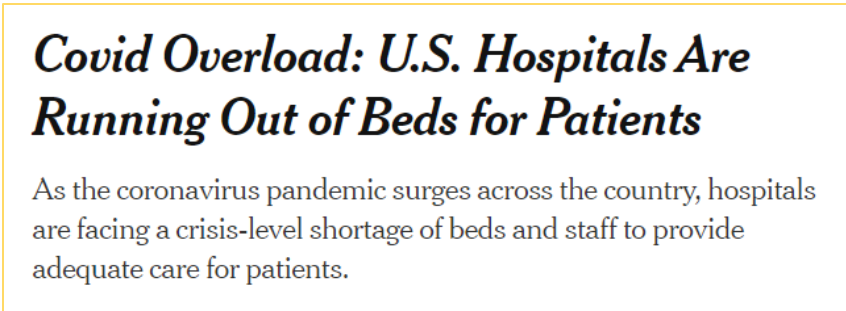 Covid Overload: U.S. Hospitals Are
Running Out of Beds for Patients
As the coronavirus pandemic surges across the country, hospitals
are facing a crisis-level shortage of beds and staff to provide
adequate care for patients.